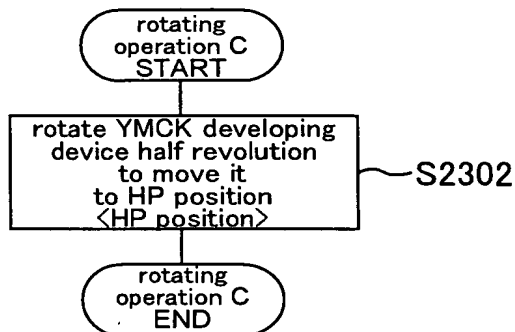 rotating
operation C
START
rotate YMCK developing
device half revolution
to move it
to HP position
<HP position>
S2302
rotating
operation C
END